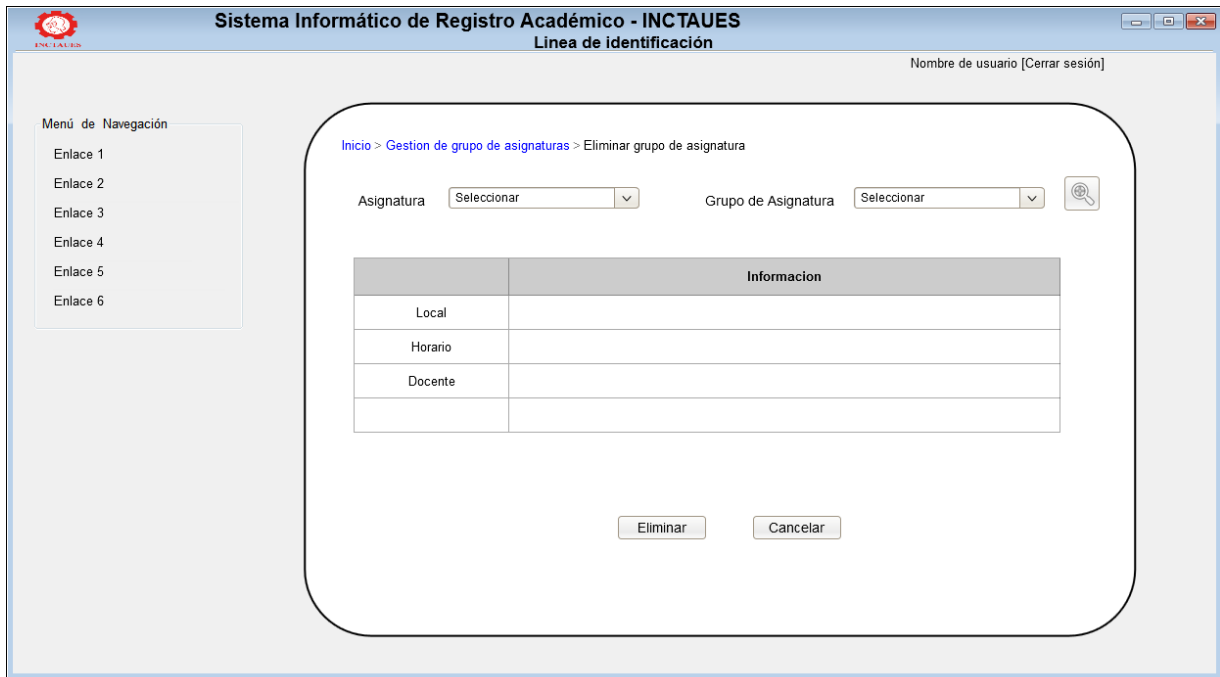 Sistema Informático de Registro Académico - INCTAUES
INCTAUES
Linea de identificación
Nombre de usuario [Cerrar sesión]
Menú de Navegación
Enlace 1
Enlace 2
Enlace 3
Enlace 4
Enlace 5
Enlace 6
Inicio > Gestion de grupo de asignaturas > Eliminar grupo de asignatura
Asignatura Seleccionar Grupo de Asignatura Seleccionar
Informacion
Local
Horario
Docente
Eliminar Cancelar